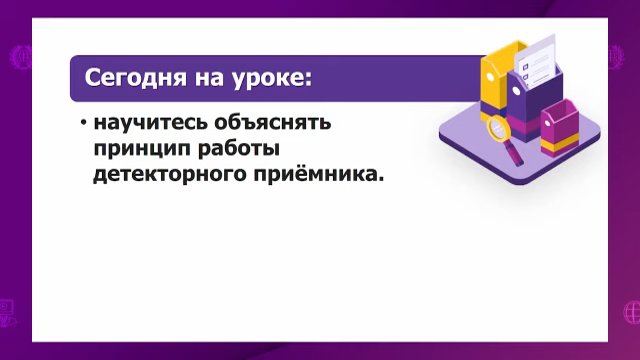 Сегодня на уроке:
• научитесь объяснять
принцип работы
детекторного приёмника.